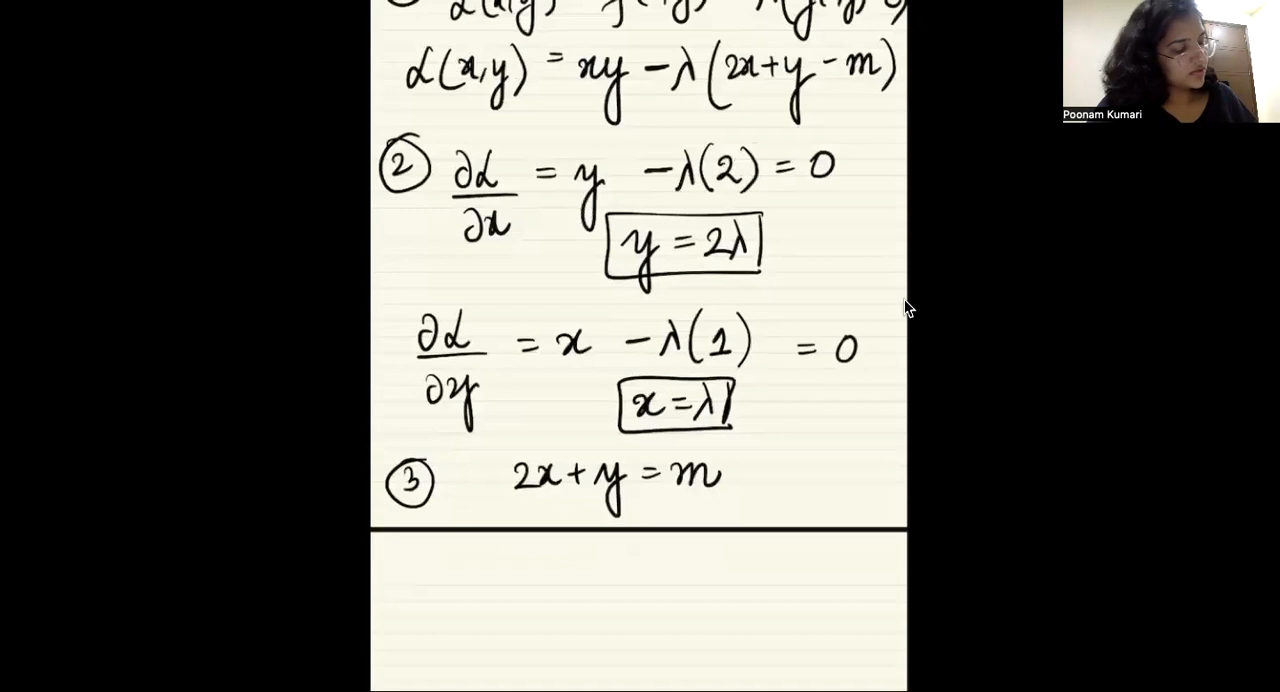 L(x,y) = xy - λ(2x+y-m)
② ∂L/∂x = y - λ(2) = 0
y = 2λ
∂L/∂y = x - λ(1) = 0
x = λ
③ 2x+y = m
Poonam Kumari